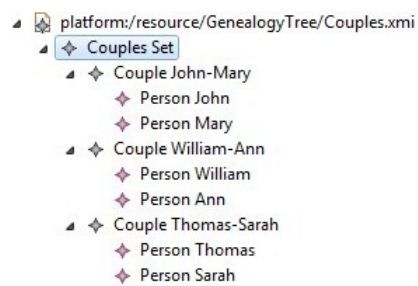 platform:/resource/GenealogyTree/Couples.xmi
Couples Set
Couple John-Mary
Person John
Person Mary
Couple William-Ann
Person William
Person Ann
Couple Thomas-Sarah
Person Thomas
Person Sarah